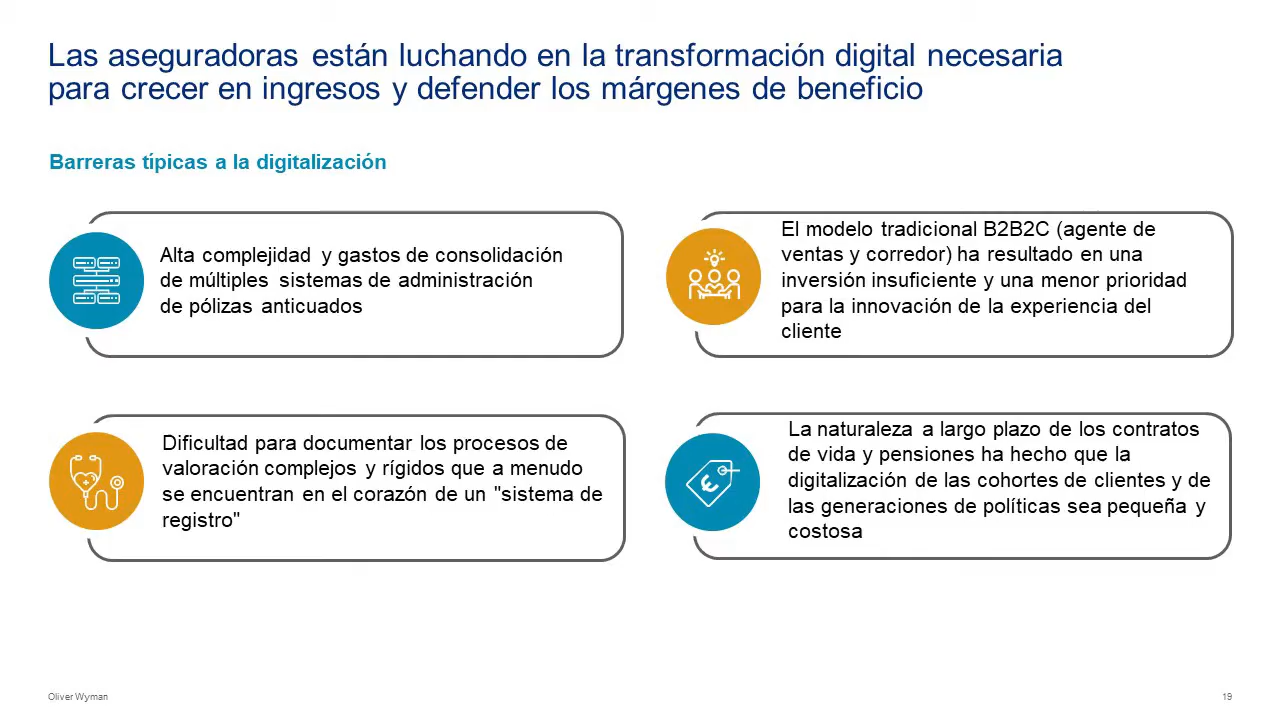 Las aseguradoras están luchando en la transformación digital necesaria
para crecer en ingresos y defender los márgenes de beneficio
Barreras típicas a la digitalización
Alta complejidad y gastos de consolidación
de múltiples sistemas de administración
de pólizas anticuados
El modelo tradicional B2B2C (agente de
ventas y corredor) ha resultado en una
inversión insuficiente y una menor prioridad
para la innovación de la experiencia del
cliente
Dificultad para documentar los procesos de
valoración complejos y rígidos que a menudo
se encuentran en el corazón de un "sistema de
registro"
La naturaleza a largo plazo de los contratos
de vida y pensiones ha hecho que la
digitalización de las cohortes de clientes y de
las generaciones de políticas sea pequeña y
costosa
Oliver Wyman
19